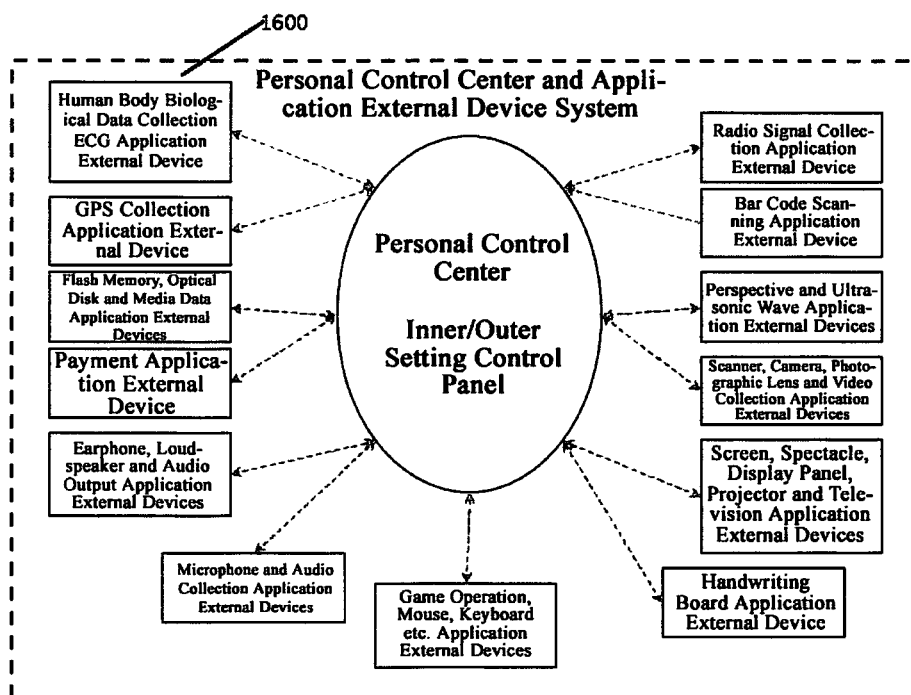 1600
Personal Control Center and Appli-
cation External Device System
Human Body Biolog-
ical Data Collection
ECG Application
External Device
GPS Collection
Application Exter-
nal Device
Flash Memory, Optical
Disk and Media Data
Application External
Devices
Payment Applica-
tion External
Device
Earphone, Loud-
speaker and Audio
Output Application
External Devices
Microphone and Audio
Collection Application
External Devices
Personal Control
Center
Inner/Outer
Setting Control
Panel
Game Operation,
Mouse, Keyboard
etc. Application
External Devices
Radio Signal Collec-
tion Application
External Device
Bar Code Scan-
ning Application
External Device
Perspective and Ultra-
sonic Wave Applica-
tion External Devices
Scanner, Camera, Photo-
graphic Lens and Video
Collection Application
External Devices
Screen, Spectacle,
Display Panel,
Projector and Tele-
vision Application
External Devices
Handwriting
Board Application
External Device